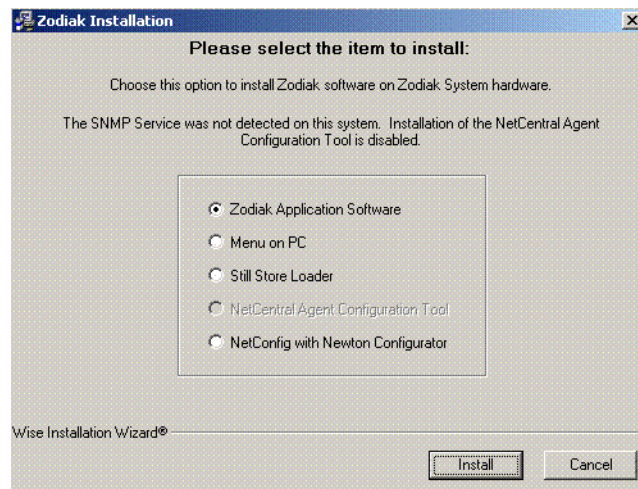 Zodiak Installation
Please select the item to install:
Choose this option to install Zodiak software on Zodiak System hardware.
The SNMP Service was not detected on this system. Installation of the NetCentral Agent
Configuration Tool is disabled.
Zodiak Application Software
Menu on PC
Still Store Loader
NetCentral Agent Configuration Tool
NetConfig with Newton Configurator
Wise Installation Wizard®
Install
Cancel